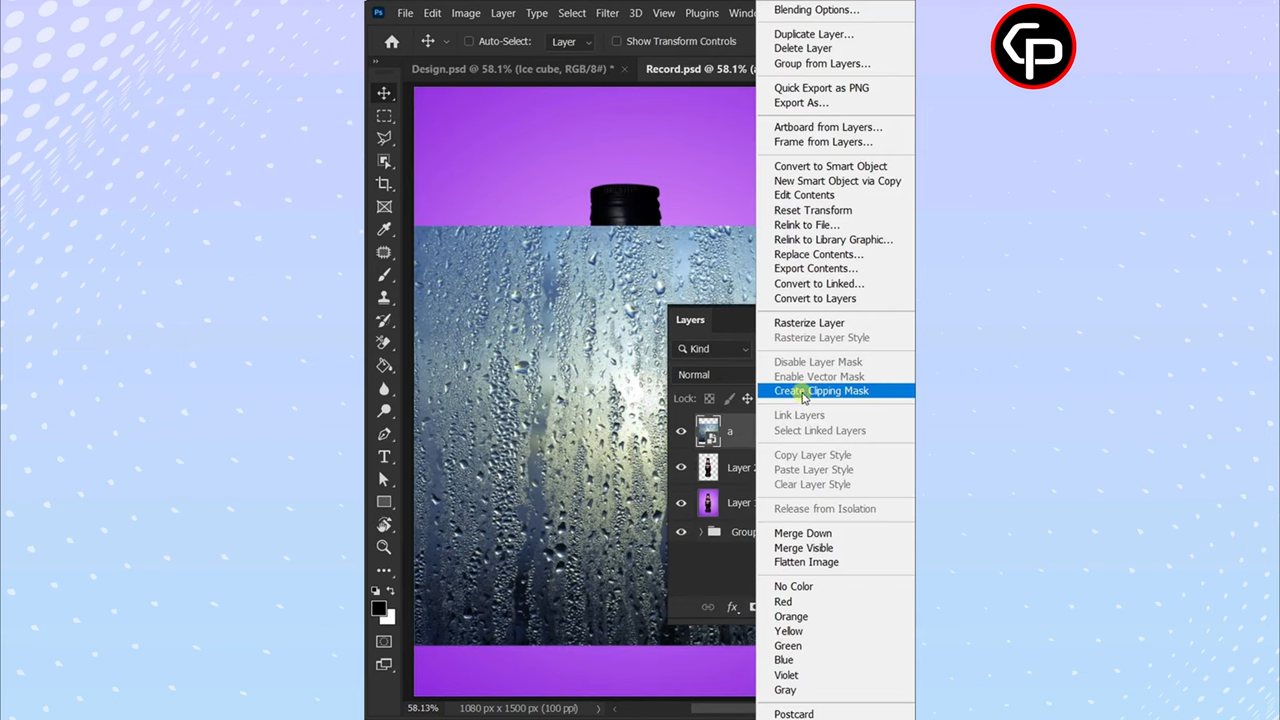 Ps File Edit Image Layer Type Select Filter 3D View Plugins
Auto-Select: Layer Show Transform Controls
Design.psd @ 58.1% (Ice cube, RGB/8#) * × Record.psd @ 58.1%
Layers
Kind
Normal
Lock:
a
Layer
Layer
Group
fx
58.13% 1080 px x 1500 px (100 ppi)
Blending Options...
Duplicate Layer...
Delete Layer
Group from Layers...
Quick Export as PNG
Export As...
Artboard from Layers...
Frame from Layers...
Convert to Smart Object
New Smart Object via Copy
Edit Contents
Reset Transform
Relink to File...
Relink to Library Graphic...
Replace Contents...
Export Contents...
Convert to Linked...
Convert to Layers
Rasterize Layer
Rasterize Layer Style
Disable Layer Mask
Enable Vector Mask
Create Clipping Mask
Link Layers
Select Linked Layers
Copy Layer Style
Paste Layer Style
Clear Layer Style
Release from Isolation
Merge Down
Merge Visible
Flatten Image
No Color
Red
Orange
Yellow
Green
Blue
Violet
Gray
Postcard
CP